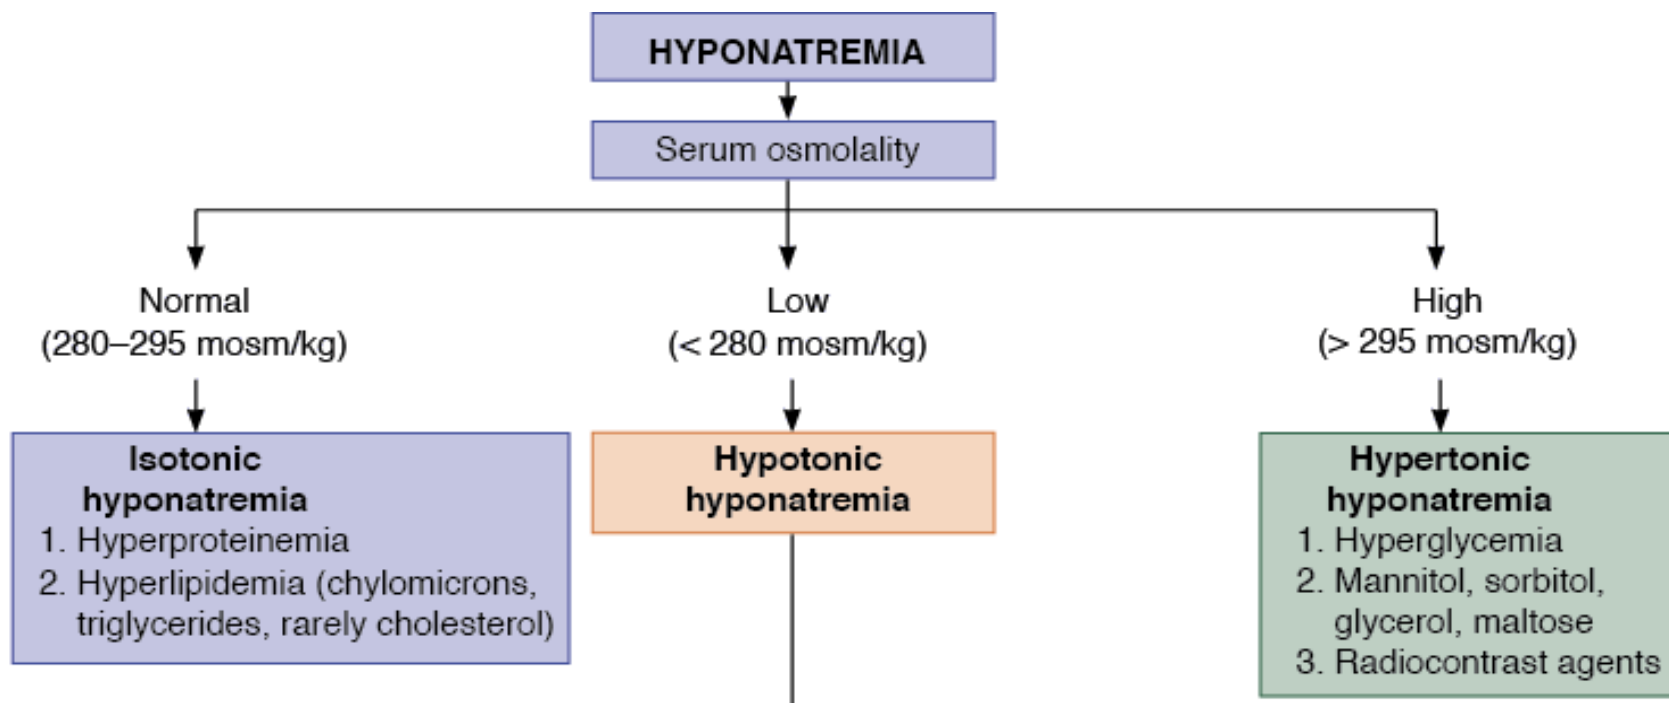 HYPONATREMIA
Serum osmolality
Normal
(280–295 mosm/kg)
Low
(< 280 mosm/kg)
High
(> 295 mosm/kg)
Isotonic
hyponatremia
1. Hyperproteinemia
2. Hyperlipidemia (chylomicrons,
triglycerides, rarely cholesterol)
Hypotonic
hyponatremia
Hypertonic
hyponatremia
1. Hyperglycemia
2. Mannitol, sorbitol,
glycerol, maltose
3. Radiocontrast agents